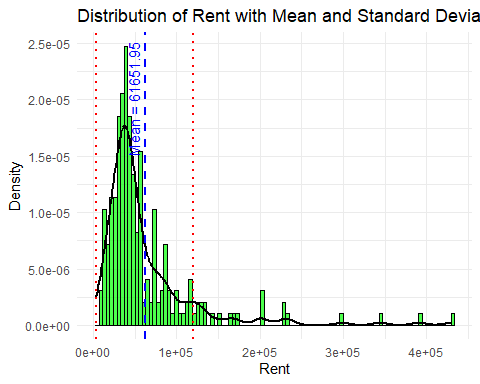 Distribution of Rent with Mean and Standard Devia
2.5e-05
2.0e-05
1.5e-05
1.0e-05
5.0e-06
0.0e+00
Density
Mean = 61651.95
0e+00 1e+05 2e+05 3e+05 4e+05
Rent